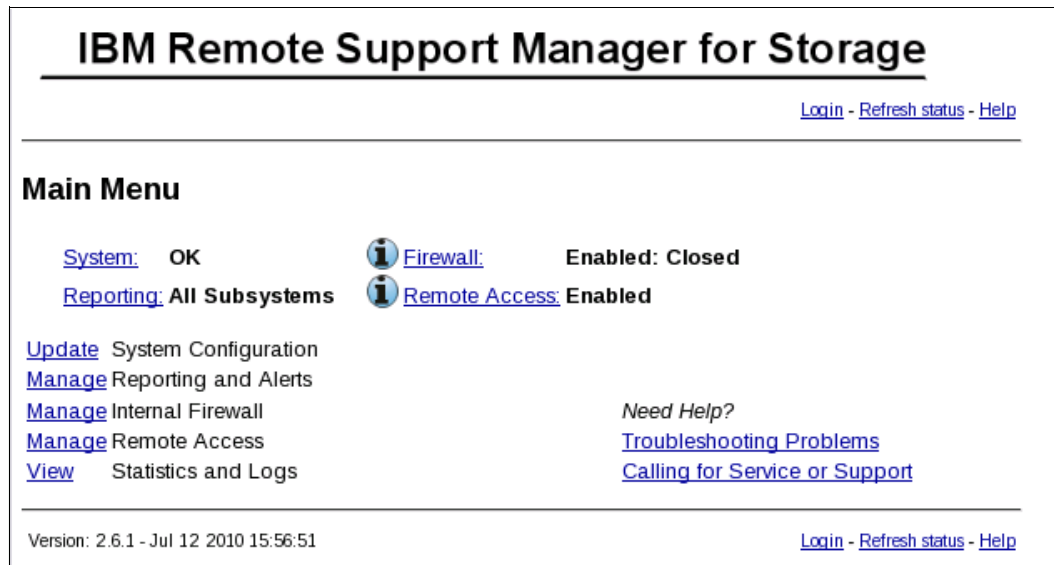 IBM Remote Support Manager for Storage
Login - Refresh status - Help
Main Menu
System: OK Firewall: Enabled: Closed
Reporting: All Subsystems Remote Access: Enabled
Update System Configuration
Manage Reporting and Alerts
Manage Internal Firewall Need Help?
Manage Remote Access Troubleshooting Problems
View Statistics and Logs Calling for Service or Support
Version: 2.6.1 - Jul 12 2010 15:56:51 Login - Refresh status - Help